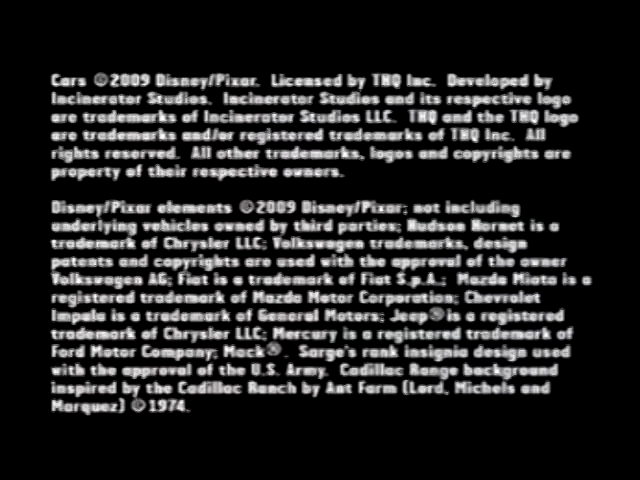 Cars ©2009 Disney/Pixar. Licensed by THQ Inc. Developed by
Incinerator Studios. Incinerator Studios and its respective logo
are trademarks of Incinerator Studios LLC. THQ and the THQ logo
are trademarks and/or registered trademarks of THQ Inc. All
rights reserved. All other trademarks, logos and copyrights are
property of their respective owners.
Disney/Pixar elements ©2009 Disney/Pixar; not including
underlying vehicles owned by third parties; Hudson Hornet is a
trademark of Chrysler LLC; Volkswagen trademarks, design
patents and copyrights are used with the approval of the owner
Volkswagen AG; Fiat is a trademark of Fiat S.p.A.; Mazda Miata is a
registered trademark of Mazda Motor Corporation; Chevrolet
Impala is a trademark of General Motors; Jeep® is a registered
trademark of Chrysler LLC; Mercury is a registered trademark of
Ford Motor Company; Mack®. Sarge's rank insignia design used
with the approval of the U.S. Army. Cadillac Range background
inspired by the Cadillac Ranch by Ant Farm (Lord, Michels and
Marquez) ©1974.